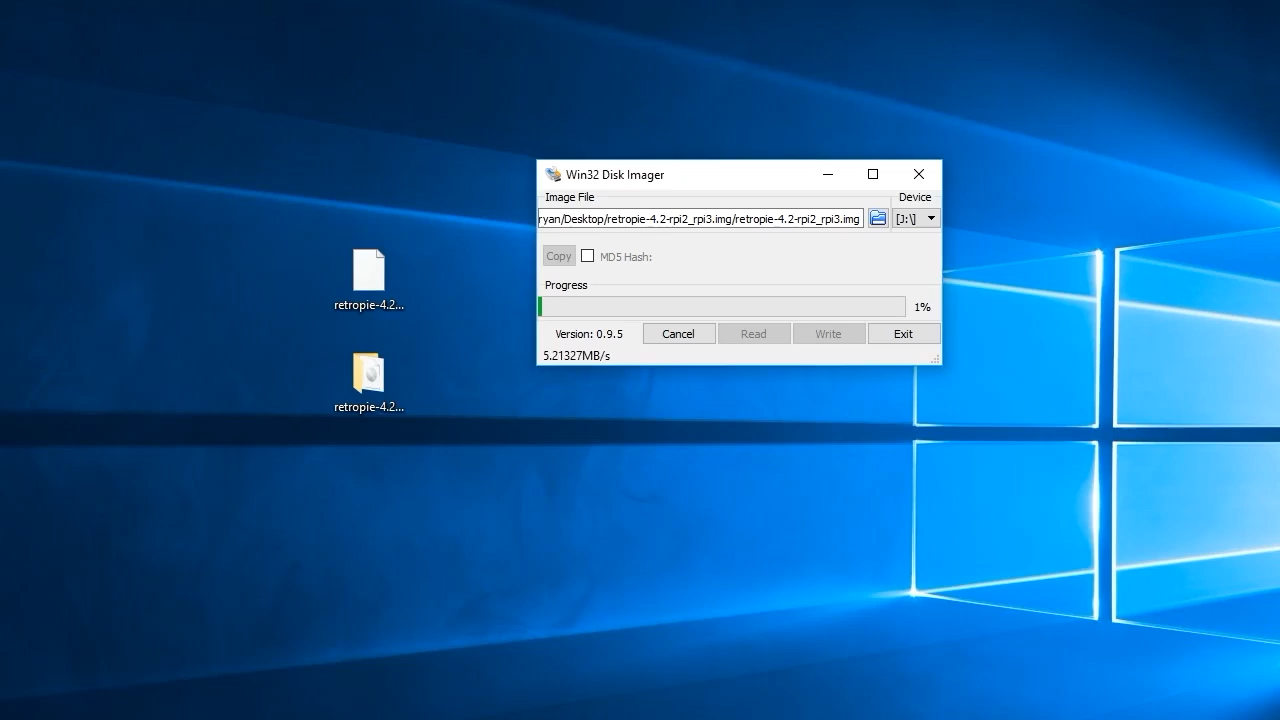 Win32 Disk Imager
Image File
Device
ryan/Desktop/retropie-4.2-rpi2_rpi3.img/retropie-4.2-rpi2_rpi3.img
[J:\]
Copy
MD5 Hash:
Progress
1%
Version: 0.9.5
Cancel
Read
Write
Exit
5.21327MB/s
retropie-4.2...
retropie-4.2...